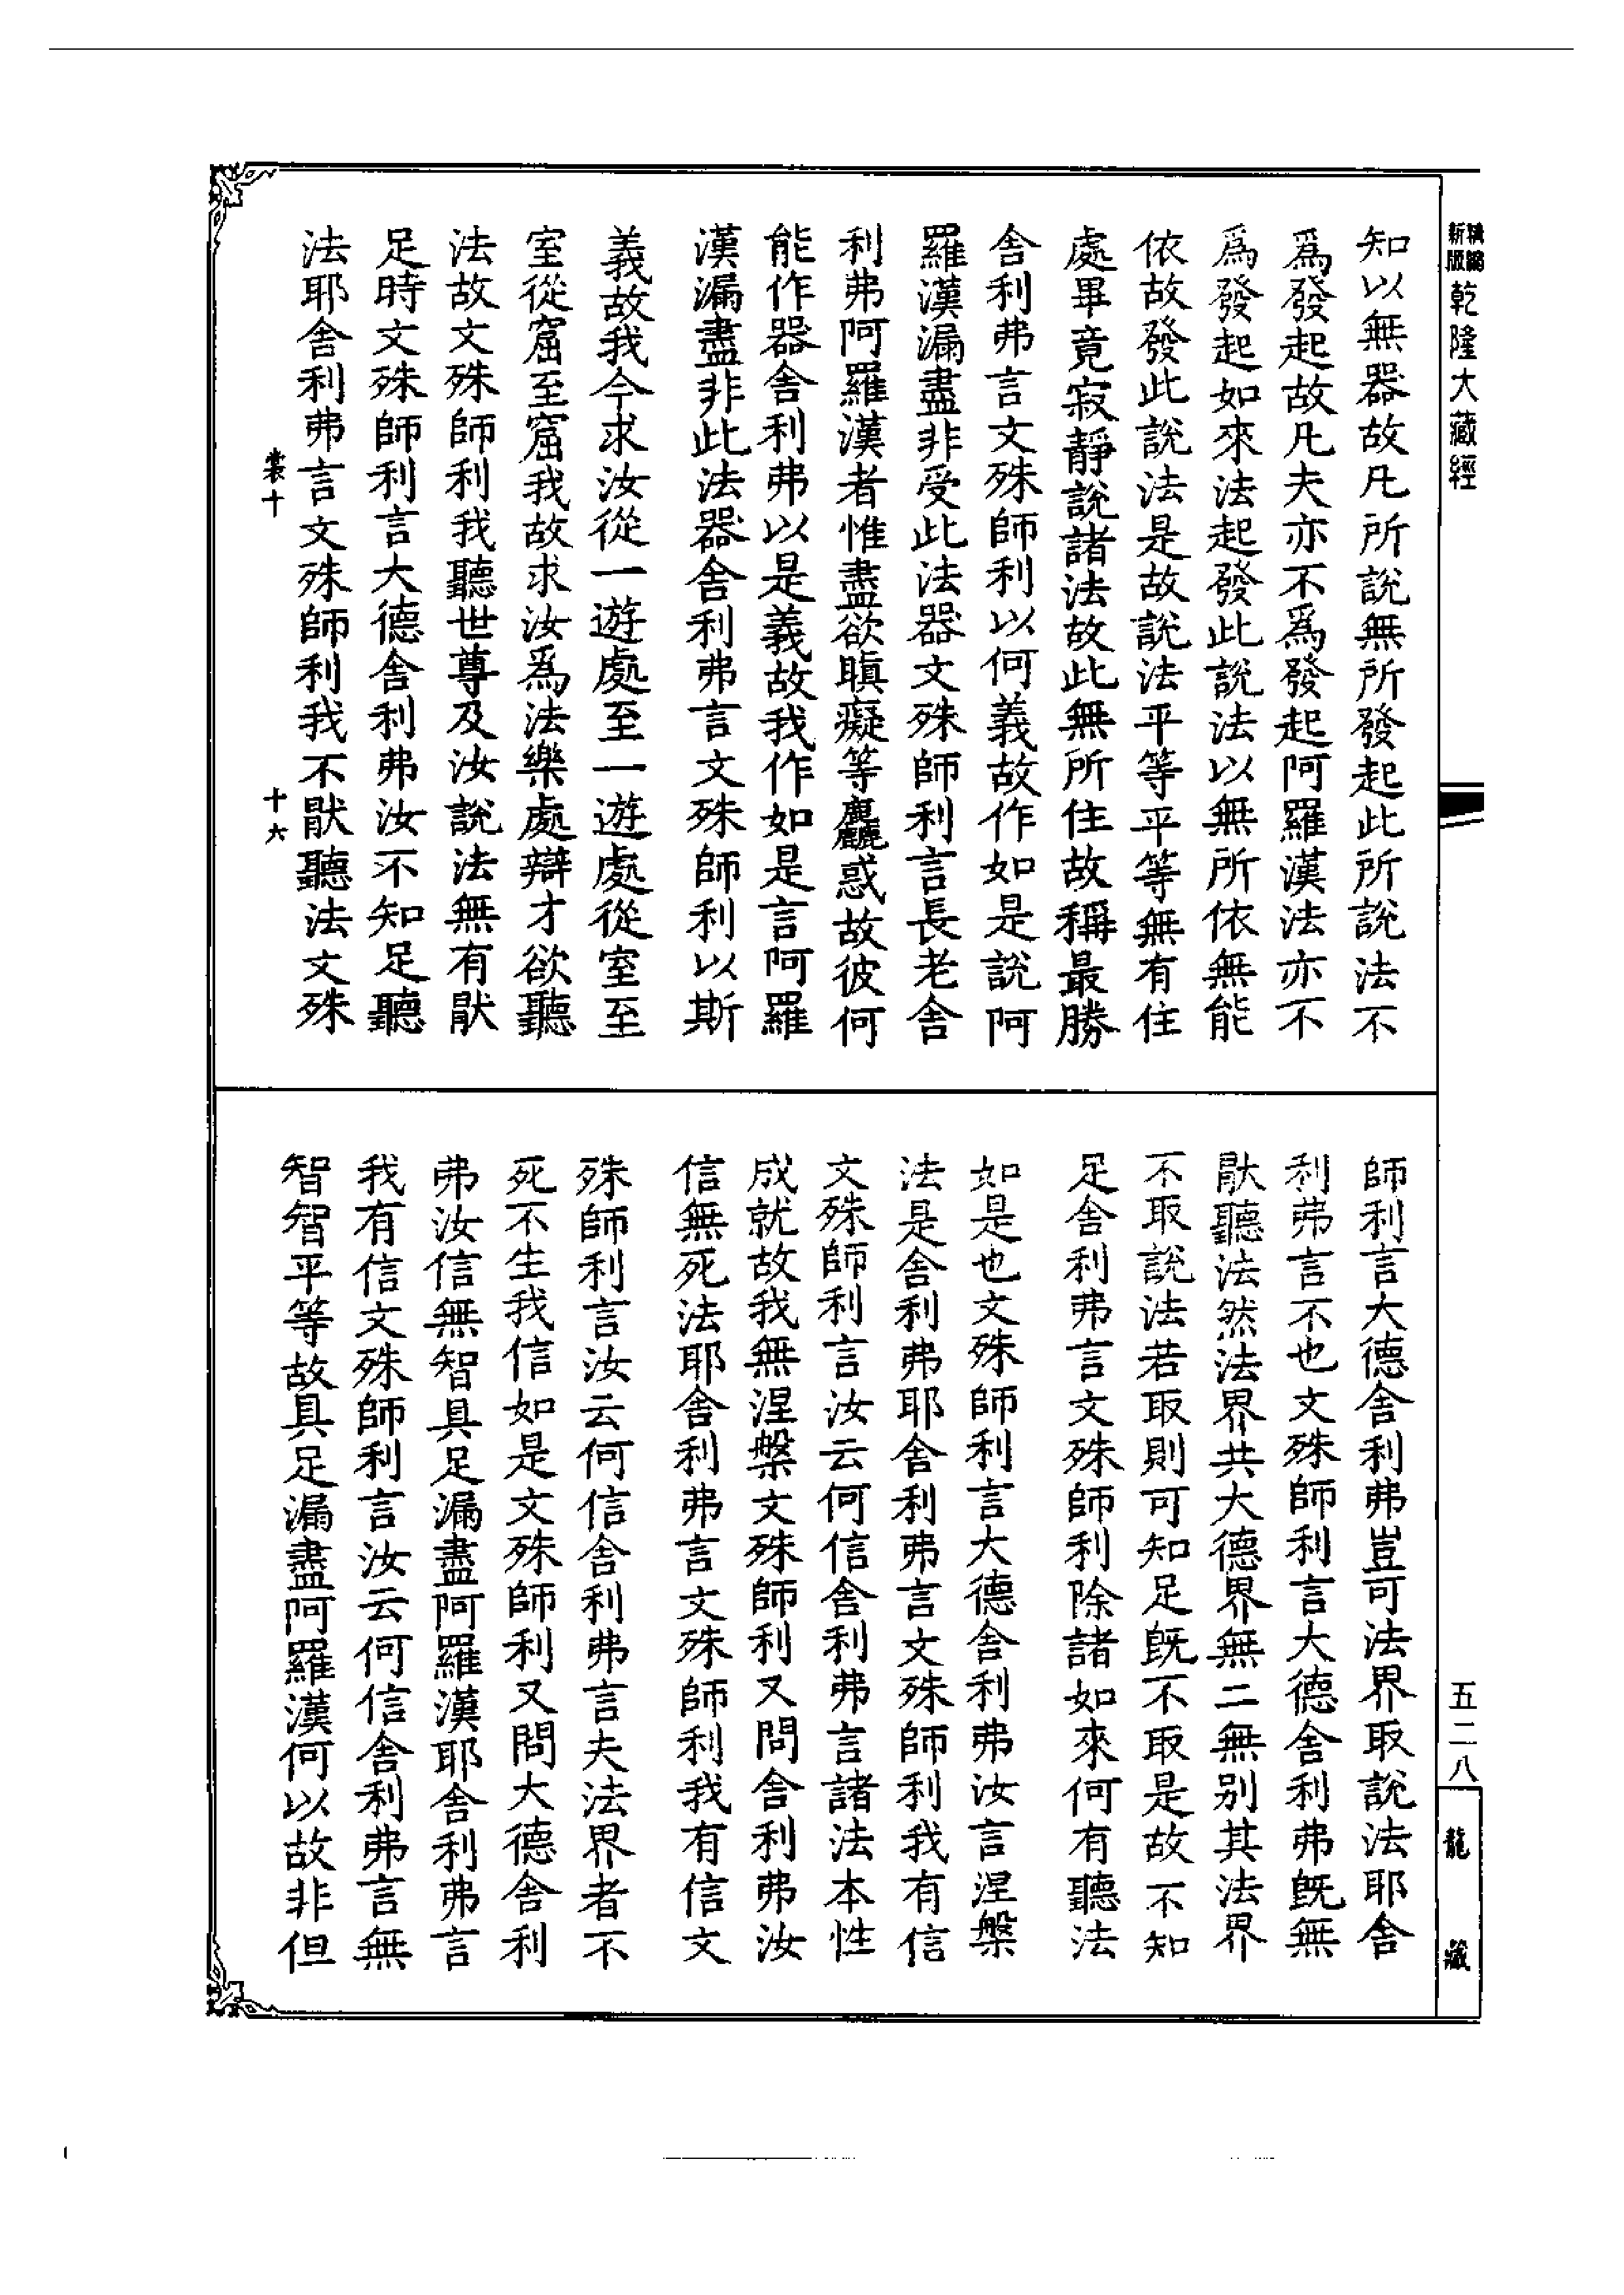 新編
縮版
乾隆大藏經
知以無器故凡所說無所發起此所說法不
爲發起故凡夫亦不爲發起阿羅漢法亦不
爲發起如來法起發此說法以無所依無能
依故發此說法是故說法平等平等無有住
處畢竟寂靜說諸法故此無所住故稱最勝
舍利弗言文殊師利以何義故作如是說阿
羅漢漏盡非受此法器文殊師利言長老舍
利弗阿羅漢者惟盡欲瞋癡等麤惑故彼何
能作器舍利弗以是義故我作如是言阿羅
漢漏盡非此法器舍利弗言文殊師利以斯
義故我今求汝從一遊處至一遊處從室至
室從窟至窟我故求汝爲法樂處辯才欲聽
法故文殊師利我聽世尊及汝說法無有猒
足時文殊師利言大德舍利弗汝不知足聽
法耶舍利弗言文殊師利我不猒聽法文殊
裳十
十六
師利言大德舍利弗豈可法界取說法耶舍
利弗言不也文殊師利言大德舍利弗旣無
猒聽法然法界共大德界無二無別其法界
不取說法若取則可知足旣不取是故不知
足舍利弗言文殊師利除諸如來何有聽法
如是也文殊師利言大德舍利弗汝言涅槃
法是舍利弗耶舍利弗言文殊師利我有信
文殊師利言汝云何信舍利弗言諸法本性
成就故我無涅槃文殊師利又問舍利弗汝
信無死法耶舍利弗言文殊師利我有信文
殊師利言汝云何信舍利弗言夫法界者不
死不生我信如是文殊師利又問大德舍利
弗汝信無智具足漏盡阿羅漢耶舍利弗言
我有信文殊師利言汝云何信舍利弗言無
智智平等故具足漏盡阿羅漢何以故非但
五二八
龍藏